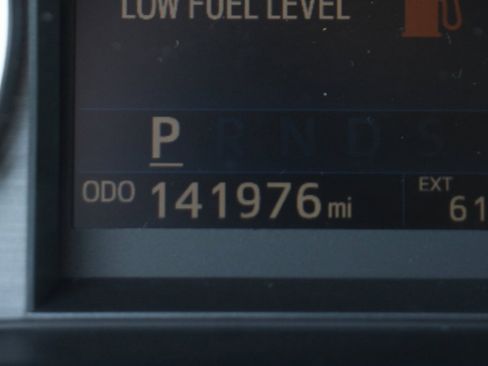 LOW FUEL LEVEL
P R N D S
ODO 141976 mi EXT 61